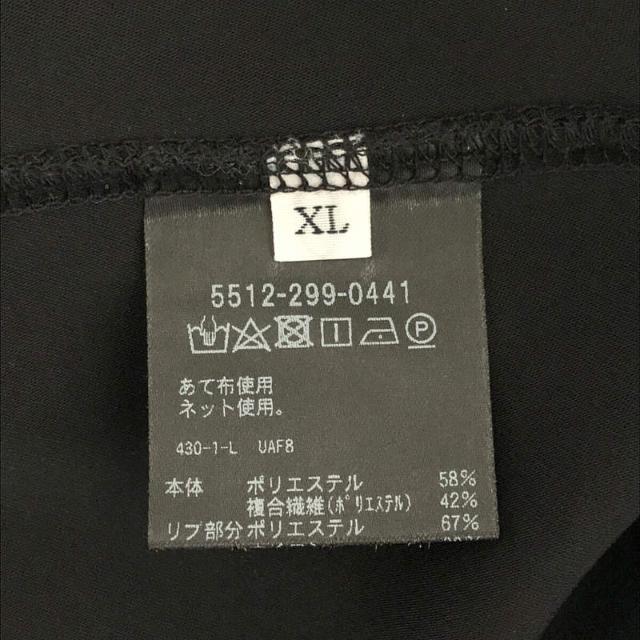 XL
5512-299-0441
あて布使用
ネット使用。
430-1-L UAF8
本体 ポリエステル 58%
複合繊維(ﾎﾟﾘｴｽﾃﾙ) 42%
リブ部分ポリエステル 67%